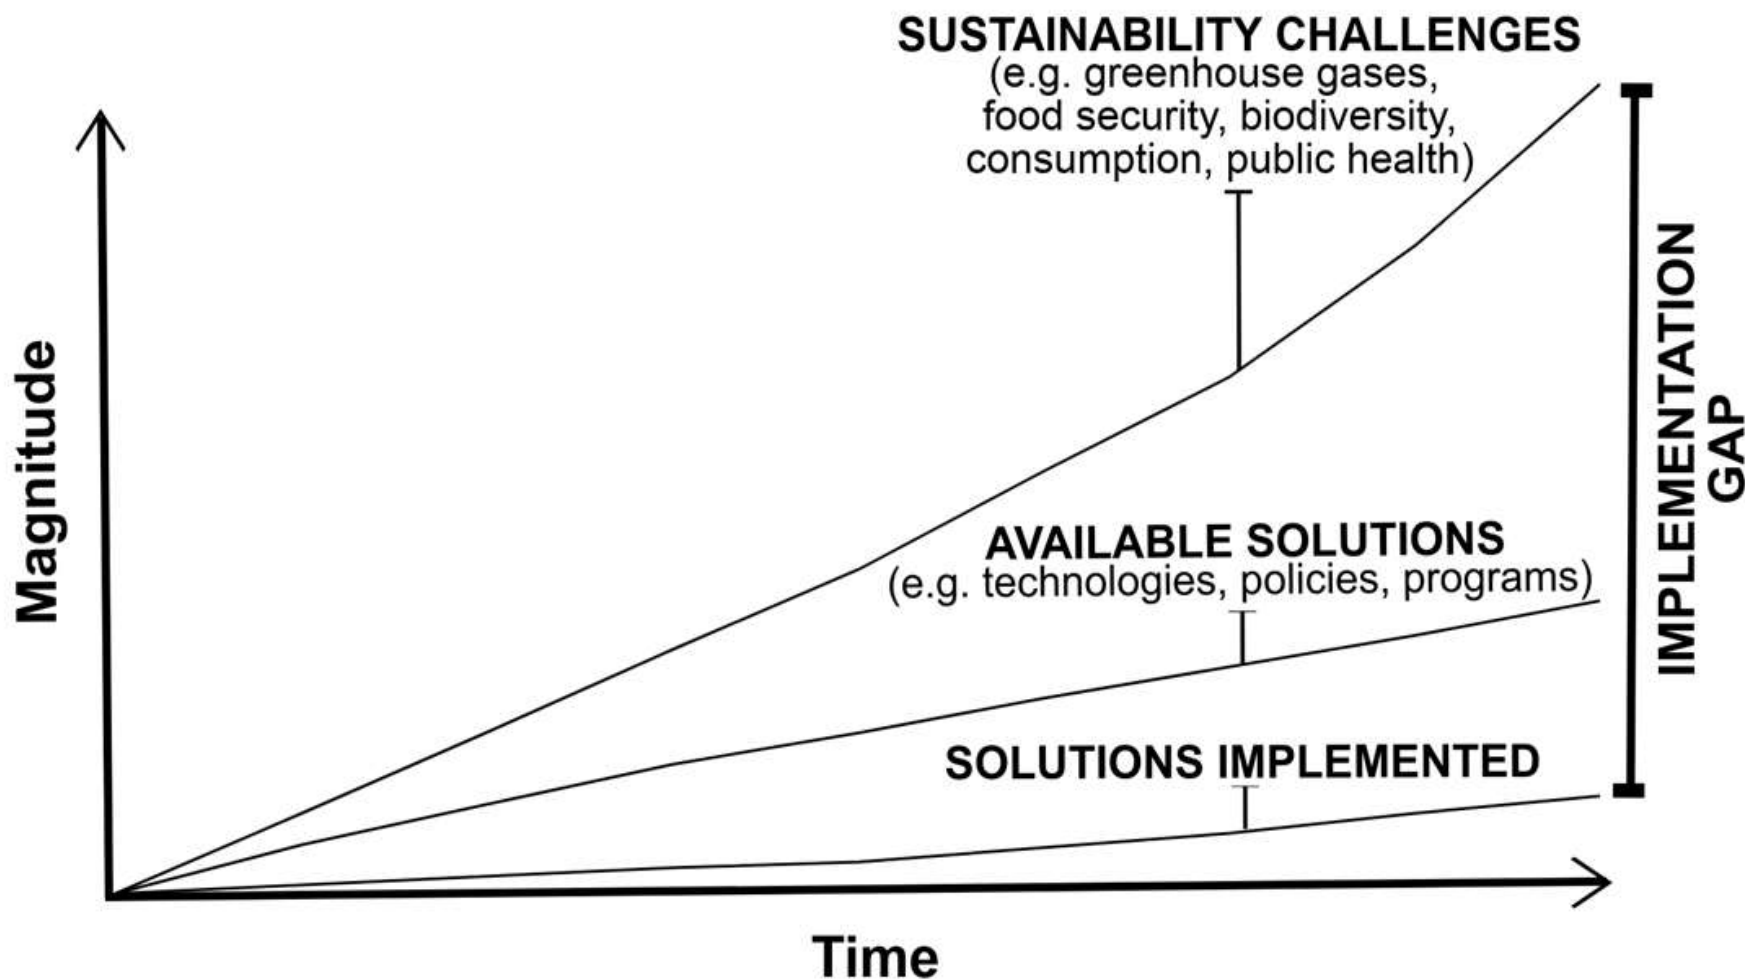 SUSTAINABILITY CHALLENGES
(e.g. greenhouse gases,
food security, biodiversity,
consumption, public health)
Magnitude
AVAILABLE SOLUTIONS
(e.g. technologies, policies, programs)
SOLUTIONS IMPLEMENTED
IMPLEMENTATION
GAP
Time